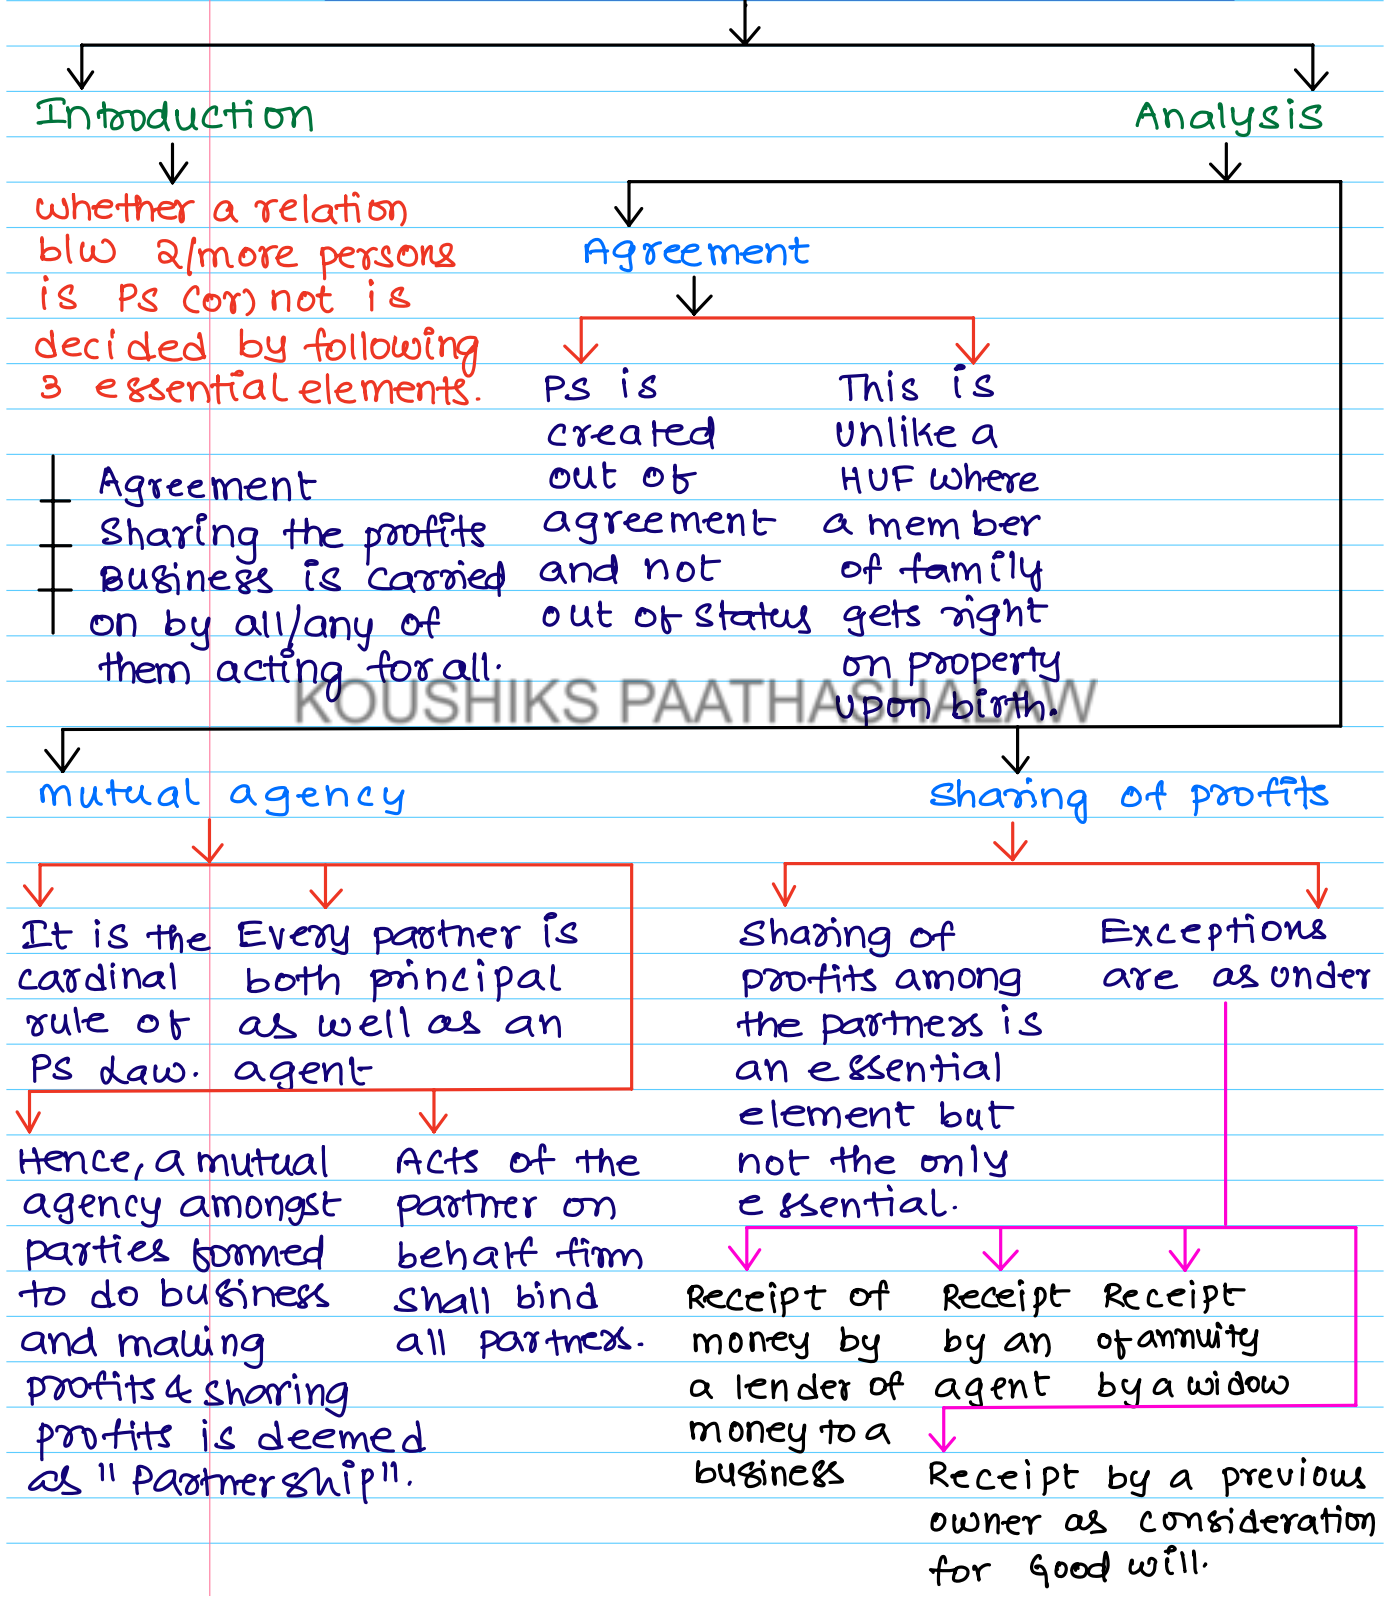 Introduction
Analysis
whether a relation
b/w 2/more persons
is PS (or) not is
decided by following
3 essential elements.
Agreement
Sharing the profits
Business is carried
on by all/any of
them acting for all.
Agreement
PS is
created
out of
agreement
and not
out of status
This is
unlike a
HUF where
a member
of family
gets right
on property
upon birth.
KOUSHIKS PAATHASHALAW
mutual agency
It is the
cardinal
rule of
PS Law.
Every partner is
both principal
as well as an
agent
Hence, a mutual
agency amongst
parties formed
to do business
and making
profits & sharing
profits is deemed
as "Partnership".
Acts of the
partner on
behalf firm
shall bind
all partners.
Sharing of profits
Sharing of
profits among
the partners is
an essential
element but
not the only
essential.
Exceptions
are as under
Receipt of
money by
a lender of
money to a
business
Receipt
by an
agent
Receipt
of annuity
by a widow
Receipt by a previous
owner as consideration
for Good will.